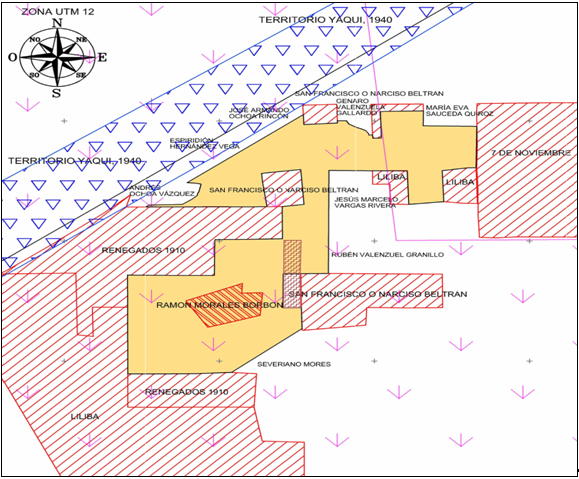 ZONA UTM 12
N
NO
NE
O
E
SO
SE
S
TERRITORIO YAQUI, 1940
SAN FRANCISCO O NARCISO BELTRAN
GENARO
VALENZUELA
GALLARDO
JOSÉ ARMANDO
OCHOA RINCÓN
MARÍA EVA
SAUCEDA QUIROZ
ESPIRIDIÓN
HERNÁNDEZ VEGA
7 DE NOVIEMBRE
TERRITORIO YAQUI, 1940
LILIBA
LILIBA
ANDRÉS
OCHOA VÁZQUEZ
SAN FRANCISCO O NARCISO BELTRAN
JESÚS MARCELO
VARGAS RIVERA
RENEGADOS 1910
RUBÉN VALENZUEL GRANILLO
SAN FRANCISCO O NARCISO BELTRAN
RAMON MORALES BORBON
SEVERIANO MORES
RENEGADOS 1910
LILIBA